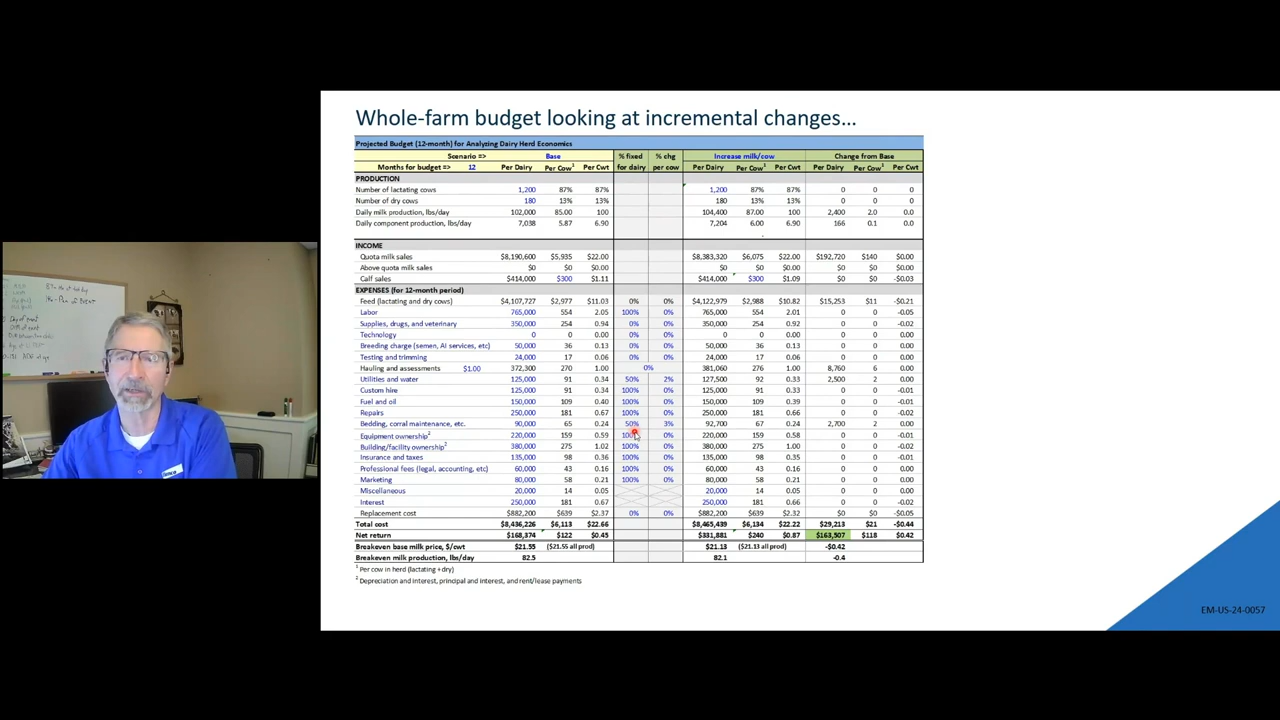 Whole-farm budget looking at incremental changes…
Projected Budget (12-month) for Analyzing Dairy Herd Economics
Scenario => Base % fixed % chg Increase milk/cow Change from Base
Months for budget => 12 Per Dairy Per Cow¹ Per Cwt for dairy per cow Per Dairy Per Cow¹ Per Cwt Per Dairy Per Cow¹ Per Cwt
PRODUCTION
Number of lactating cows 1,200 87% 87% 1,200 87% 87% 0 0 0
Number of dry cows 180 13% 13% 180 13% 13% 0 0 0
Daily milk production, lbs/day 102,000 85.00 100 104,400 87.00 100 2,400 2.0 0.0
Daily component production, lbs/day 7,038 5.87 6.90 7,204 6.00 6.90 166 0.1 0.0
INCOME
Quota milk sales $8,190,600 $5,935 $22.00 $8,383,320 $6,075 $22.00 $192,720 $140 $0.00
Above quota milk sales $0 $0 $0.00 $0 $0 $0.00 $0 $0 $0.00
Calf sales $414,000 $300 $1.11 $414,000 $300 $1.09 $0 $0 -$0.03
EXPENSES (for 12-month period)
Feed (lactating and dry cows) $4,107,727 $2,977 $11.03 0% 0% $4,122,979 $2,988 $10.82 $15,253 $11 -$0.21
Labor 765,000 554 2.05 100% 0% 765,000 554 2.01 0 0 -0.05
Supplies, drugs, and veterinary 350,000 254 0.94 0% 0% 350,000 254 0.92 0 0 -0.02
Technology 0 0 0.00 0% 0% 0 0 0.00 0 0 0.00
Breeding charge (semen, AI services, etc) 50,000 36 0.13 0% 0% 50,000 36 0.13 0 0 0.00
Testing and trimming 24,000 17 0.06 0% 0% 24,000 17 0.06 0 0 0.00
Hauling and assessments $1.00 372,300 270 1.00 0% 381,060 276 1.00 8,760 6 0.00
Utilities and water 125,000 91 0.34 50% 2% 127,500 92 0.33 2,500 2 0.00
Custom hire 125,000 91 0.34 100% 0% 125,000 91 0.33 0 0 -0.01
Fuel and oil 150,000 109 0.40 100% 0% 150,000 109 0.39 0 0 -0.01
Repairs 250,000 181 0.67 100% 0% 250,000 181 0.66 0 0 -0.02
Bedding, corral maintenance, etc. 90,000 65 0.24 50% 3% 92,700 67 0.24 2,700 2 0.00
Equipment ownership² 220,000 159 0.59 100% 0% 220,000 159 0.58 0 0 -0.01
Building/facility ownership² 380,000 275 1.02 100% 0% 380,000 275 1.00 0 0 -0.02
Insurance and taxes 135,000 98 0.36 100% 0% 135,000 98 0.35 0 0 -0.01
Professional fees (legal, accounting, etc) 60,000 43 0.16 100% 0% 60,000 43 0.16 0 0 0.00
Marketing 80,000 58 0.21 100% 0% 80,000 58 0.21 0 0 0.00
Miscellaneous 20,000 14 0.05 20,000 14 0.05 0 0 0.00
Interest 250,000 181 0.67 250,000 181 0.66 0 0 -0.02
Replacement cost $882,200 $639 $2.37 0% 0% $882,200 $639 $2.32 $0 $0 -$0.05
Total cost $8,436,226 $6,113 $22.66 $8,465,439 $6,134 $22.22 $29,213 $21 -$0.44
Net return $168,374 $122 $0.45 $331,881 $240 $0.87 $163,507 $118 $0.42
Breakeven base milk price, $/cwt $21.55 ($21.55 all prod) $21.13 ($21.13 all prod) -$0.42
Breakeven milk production, lbs/day 82.5 82.1 -0.4
¹ Per cow in herd (lactating + dry)
² Depreciation and interest, principal and interest, and rent/lease payments
EM-US-24-0057